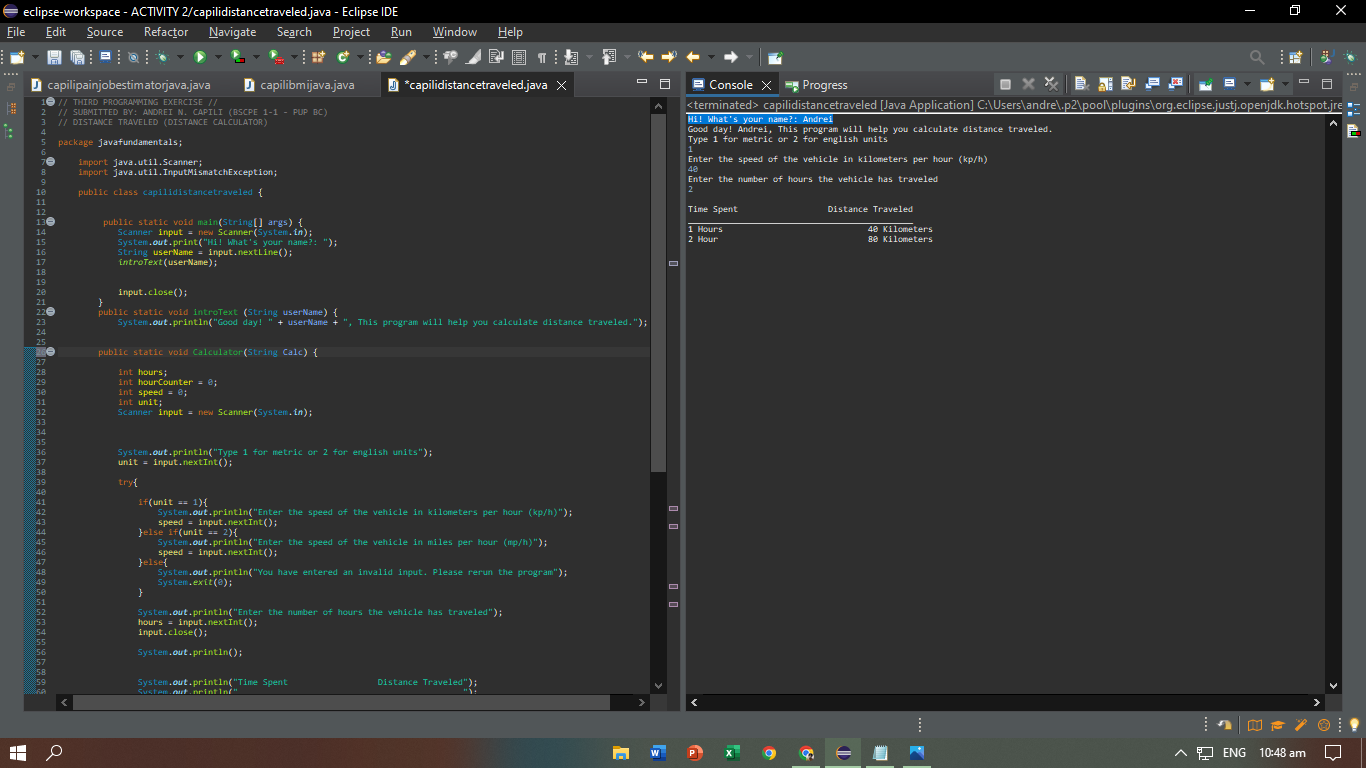 eclipse-workspace - ACTIVITY 2/capilidistancetraveled.java - Eclipse IDE
File Edit Source Refactor Navigate Search Project Run Window Help
capilipainjobestimatorjava.java capilibmijava.java *capilidistancetraveled.java
1 // THIRD PROGRAMMING EXERCISE //
2 // SUBMITTED BY: ANDREI N. CAPILI (BSCPE 1-1 - PUP BC)
3 // DISTANCE TRAVELED (DISTANCE CALCULATOR)
4
5 package javafundamentals;
6
7 import java.util.Scanner;
8 import java.util.InputMismatchException;
9
10 public class capilidistancetraveled {
11
12
13 public static void main(String[] args) {
14 Scanner input = new Scanner(System.in);
15 System.out.print("Hi! What's your name?: ");
16 String userName = input.nextLine();
17 introText(userName);
18
19
20 input.close();
21 }
22 public static void introText (String userName) {
23 System.out.println("Good day! " + userName + ", This program will help you calculate distance traveled.");
24
25
26 public static void Calculator(String Calc) {
27
28 int hours;
29 int hourCounter = 0;
30 int speed = 0;
31 int unit;
32 Scanner input = new Scanner(System.in);
33
34
35
36 System.out.println("Type 1 for metric or 2 for english units");
37 unit = input.nextInt();
38
39 try{
40
41 if(unit == 1){
42 System.out.println("Enter the speed of the vehicle in kilometers per hour (kp/h)");
43 speed = input.nextInt();
44 }else if(unit == 2){
45 System.out.println("Enter the speed of the vehicle in miles per hour (mp/h)");
46 speed = input.nextInt();
47 }else{
48 System.out.println("You have entered an invalid input. Please rerun the program");
49 System.exit(0);
50 }
51
52 System.out.println("Enter the number of hours the vehicle has traveled");
53 hours = input.nextInt();
54 input.close();
55
56 System.out.println();
57
58
59 System.out.println("Time Spent Distance Traveled");
60 System.out.println(" ");
Console Progress
<terminated> capilidistancetraveled [Java Application] C:\Users\andre\.p2\pool\plugins\org.eclipse.justj.openjdk.hotspot.jre
Hi! What's your name?: Andrei
Good day! Andrei, This program will help you calculate distance traveled.
Type 1 for metric or 2 for english units
1
Enter the speed of the vehicle in kilometers per hour (kp/h)
40
Enter the number of hours the vehicle has traveled
2
Time Spent Distance Traveled
1 Hours 40 Kilometers
2 Hour 80 Kilometers
ENG 10:48 am